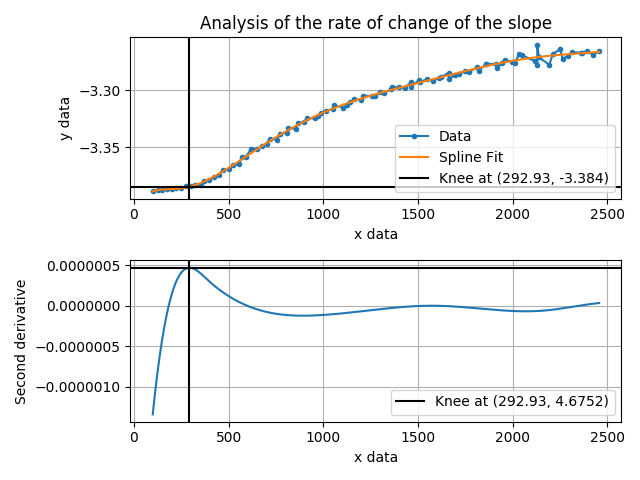 Analysis of the rate of change of the slope
y data
−3.30
−3.35
Data
Spline Fit
Knee at (292.93, -3.384)
0 500 1000 1500 2000 2500
x data
Second derivative
0.0000005
0.0000000
−0.0000005
−0.0000010
Knee at (292.93, 4.6752)
0 500 1000 1500 2000 2500
x data